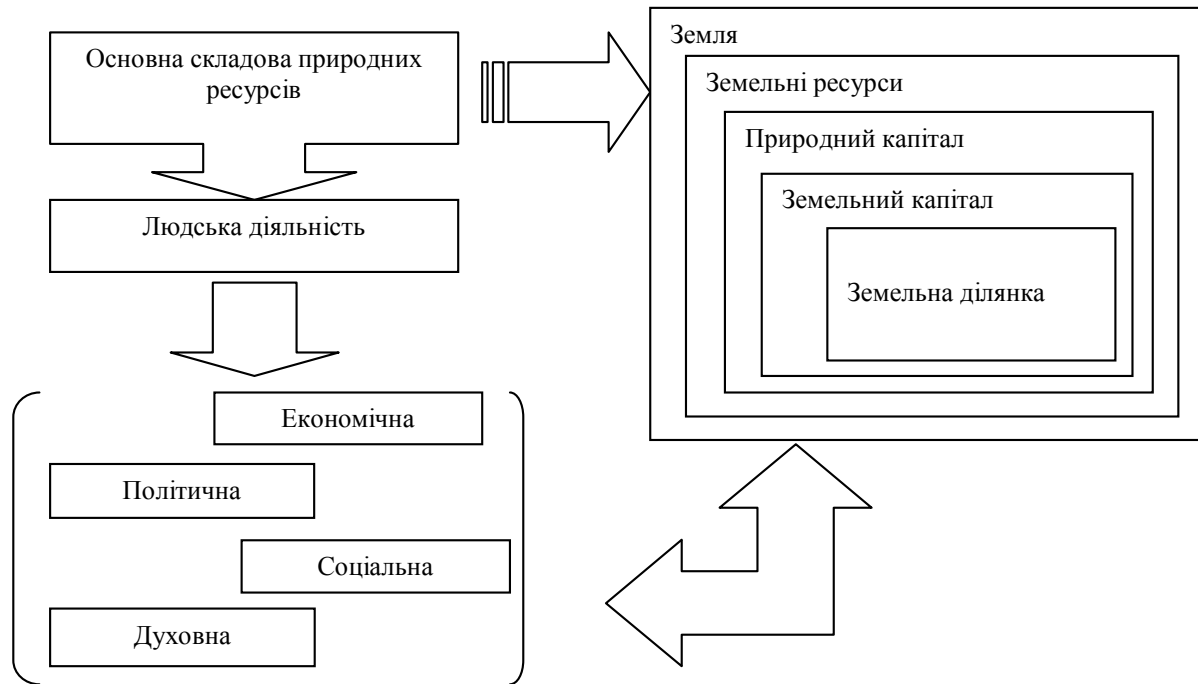 Основна складова природних
ресурсів
Людська діяльність
Економічна
Політична
Соціальна
Духовна
Земля
Земельні ресурси
Природний капітал
Земельний капітал
Земельна ділянка